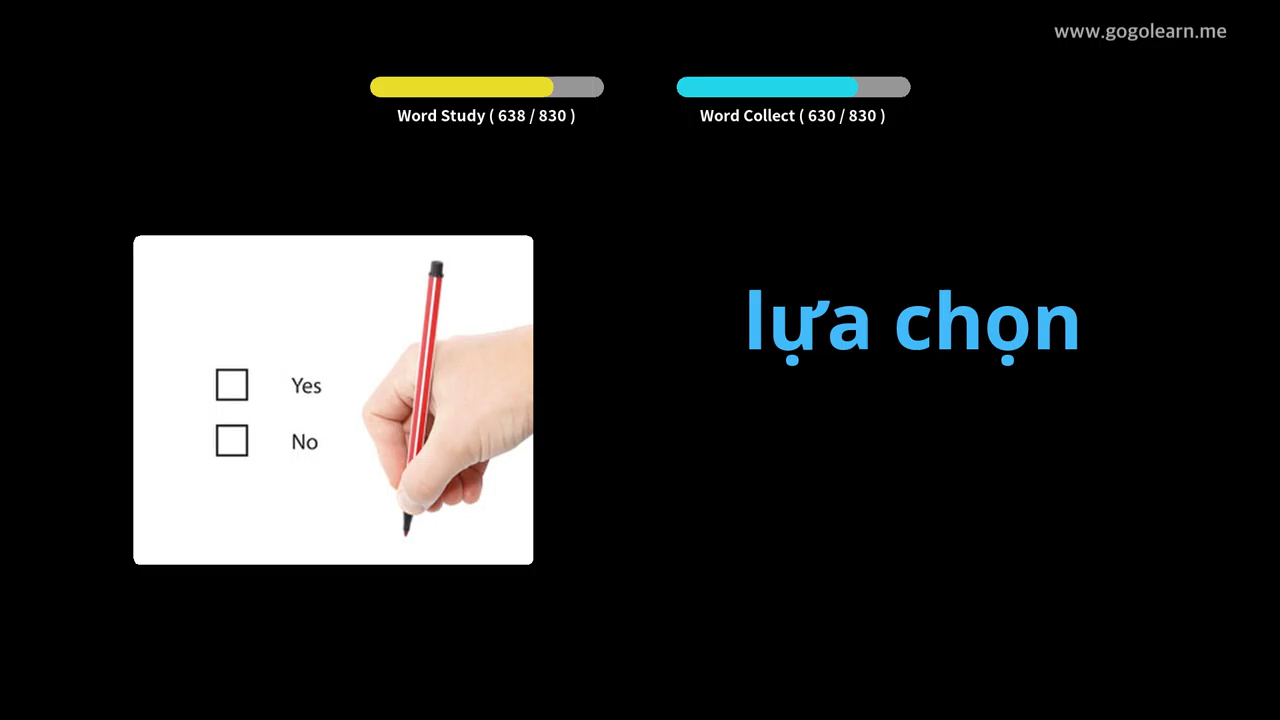 www.gogolearn.me
Word Study ( 638 / 830 )
Word Collect ( 630 / 830 )
lựa chọn
Yes
No